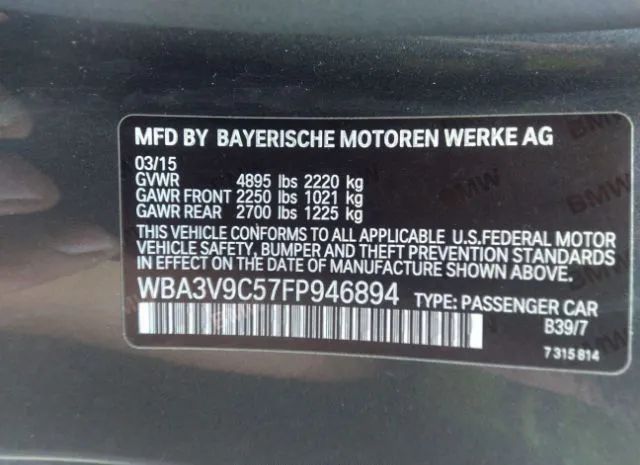 MFD BY BAYERISCHE MOTOREN WERKE AG
03/15
GVWR 4895 lbs 2220 kg
GAWR FRONT 2250 lbs 1021 kg
GAWR REAR 2700 lbs 1225 kg
THIS VEHICLE CONFORMS TO ALL APPLICABLE U.S.FEDERAL MOTOR
VEHICLE SAFETY, BUMPER AND THEFT PREVENTION STANDARDS
IN EFFECT ON THE DATE OF MANUFACTURE SHOWN ABOVE.
WBA3V9C57FP946894 TYPE: PASSENGER CAR
B39/7
7 315 814
BMW
BMW